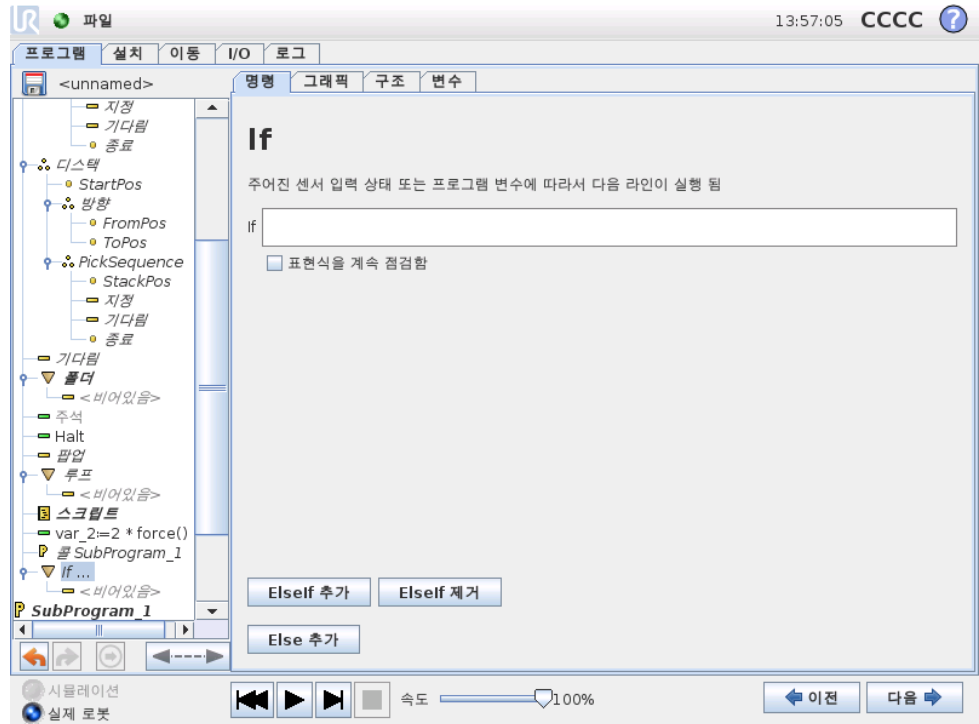 UR 파일 13:57:05 CCCC ?
프로그램 설치 이동 I/O 로그
<unnamed>
명령 그래픽 구조 변수
지정
기다림
종료
디스택
StartPos
방향
FromPos
ToPos
PickSequence
StackPos
지정
기다림
종료
기다림
폴더
<비어있음>
주석
Halt
팝업
루프
<비어있음>
스크립트
var_2:=2 * force()
P 콜 SubProgram_1
If ...
<비어있음>
P SubProgram_1
If
주어진 센서 입력 상태 또는 프로그램 변수에 따라서 다음 라인이 실행 됨
If
표현식을 계속 점검함
ElseIf 추가 ElseIf 제거
Else 추가
시뮬레이션
실제 로봇
속도 100%
이전 다음